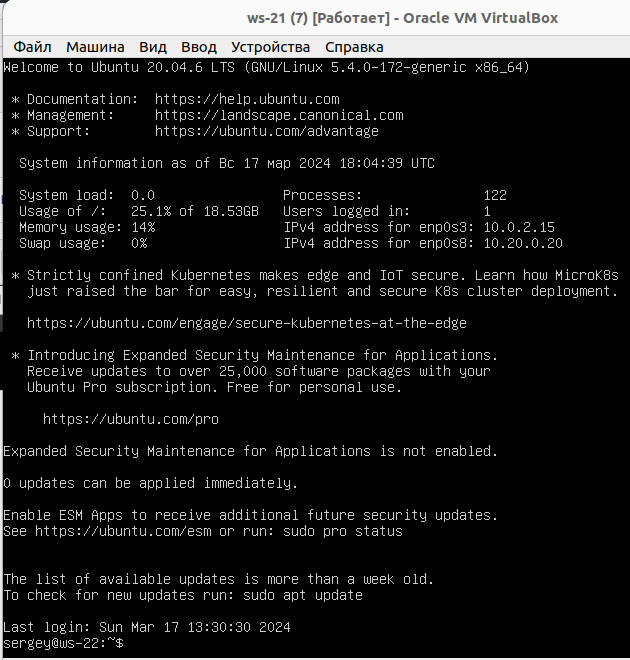 ws-21 (7) [Работает] - Oracle VM VirtualBox
Файл Машина Вид Ввод Устройства Справка
Welcome to Ubuntu 20.04.6 LTS (GNU/Linux 5.4.0-172-generic x86_64)
* Documentation: https://help.ubuntu.com
* Management: https://landscape.canonical.com
* Support: https://ubuntu.com/advantage
System information as of Вс 17 мар 2024 18:04:39 UTC
System load: 0.0 Processes: 122
Usage of /: 25.1% of 18.53GB Users logged in: 1
Memory usage: 14% IPv4 address for enp0s3: 10.0.2.15
Swap usage: 0% IPv4 address for enp0s8: 10.20.0.20
* Strictly confined Kubernetes makes edge and IoT secure. Learn how MicroK8s
just raised the bar for easy, resilient and secure K8s cluster deployment.
https://ubuntu.com/engage/secure-kubernetes-at-the-edge
* Introducing Expanded Security Maintenance for Applications.
Receive updates to over 25,000 software packages with your
Ubuntu Pro subscription. Free for personal use.
https://ubuntu.com/pro
Expanded Security Maintenance for Applications is not enabled.
0 updates can be applied immediately.
Enable ESM Apps to receive additional future security updates.
See https://ubuntu.com/esm or run: sudo pro status
The list of available updates is more than a week old.
To check for new updates run: sudo apt update
Last login: Sun Mar 17 13:30:30 2024
sergey@ws-22:~$